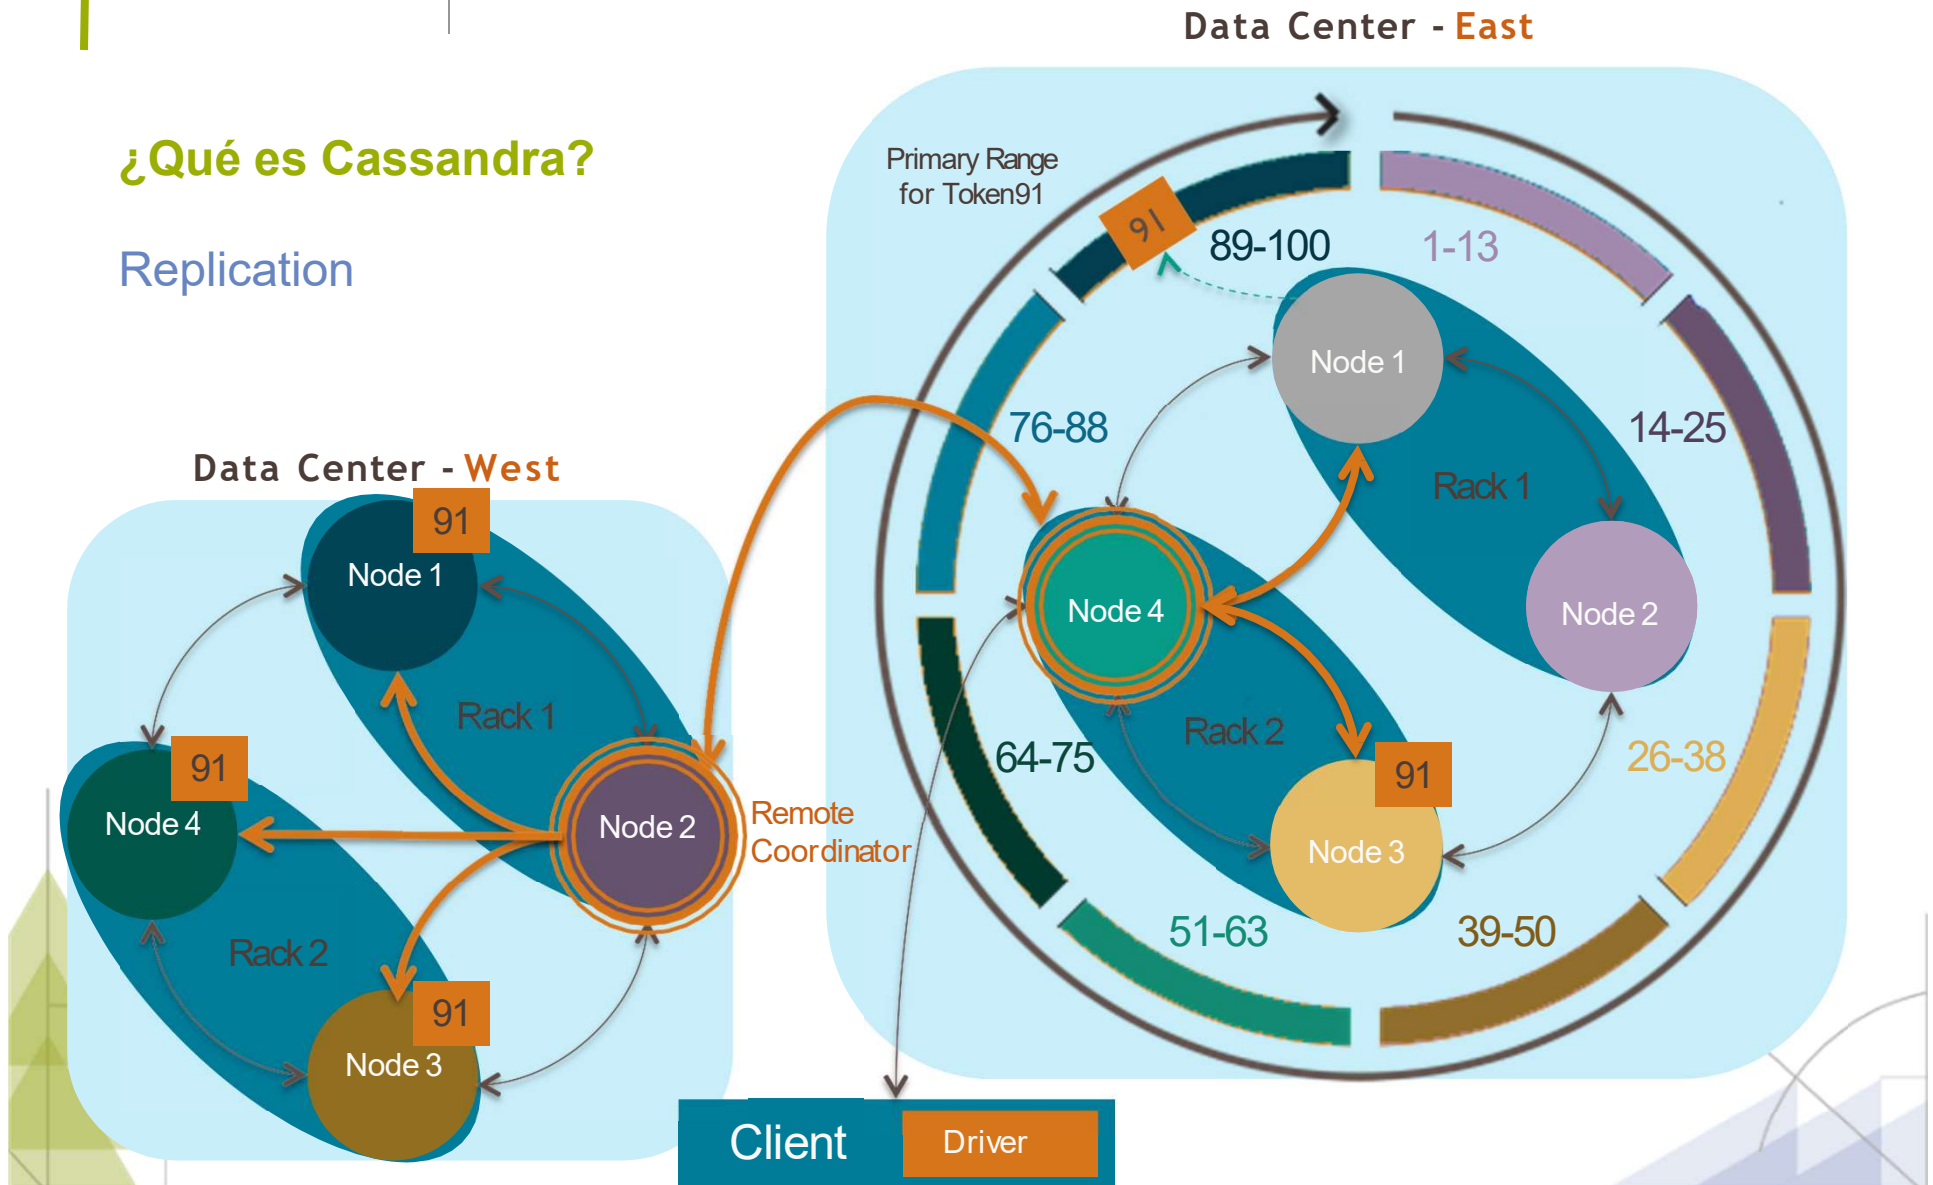 Data Center - East
¿Qué es Cassandra?
Replication
Primary Range
for Token91
91
89-100
1-13
Node 1
76-88
14-25
Rack 1
Data Center - West
91
Node 1
Node 4
Node 2
Rack 1
Rack 2
64-75
26-38
91
91
Node 4
Node 2
Remote
Coordinator
Node 3
Rack 2
51-63
39-50
91
Node 3
Client
Driver